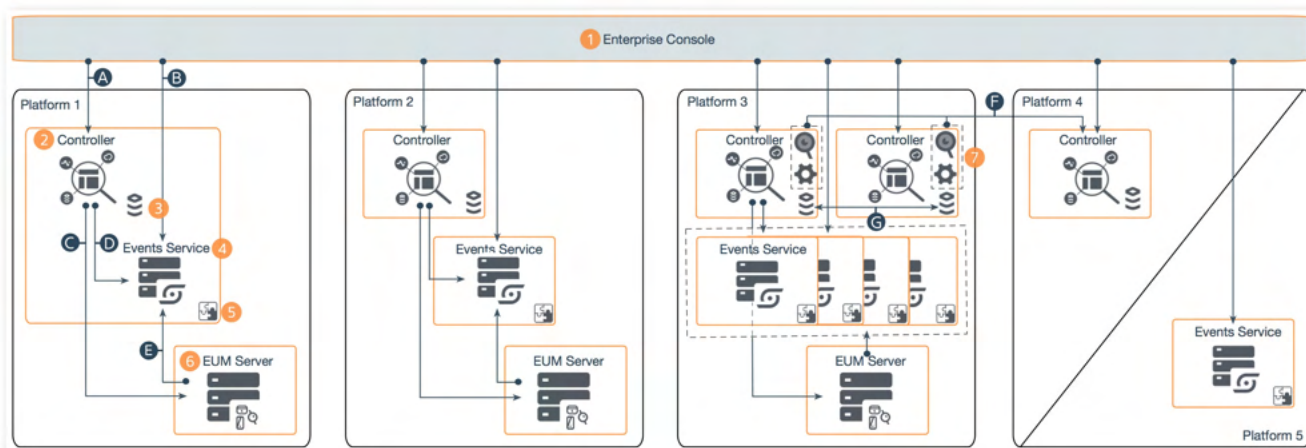 1 Enterprise Console
A
B
Platform 1
Platform 2
Platform 3
F
Platform 4
2 Controller
Controller
Controller
Controller
Controller
7
3
G
C
D
Events Service 4
Events Service
Events Service
5
Events Service
E
6 EUM Server
EUM Server
EUM Server
Platform 5